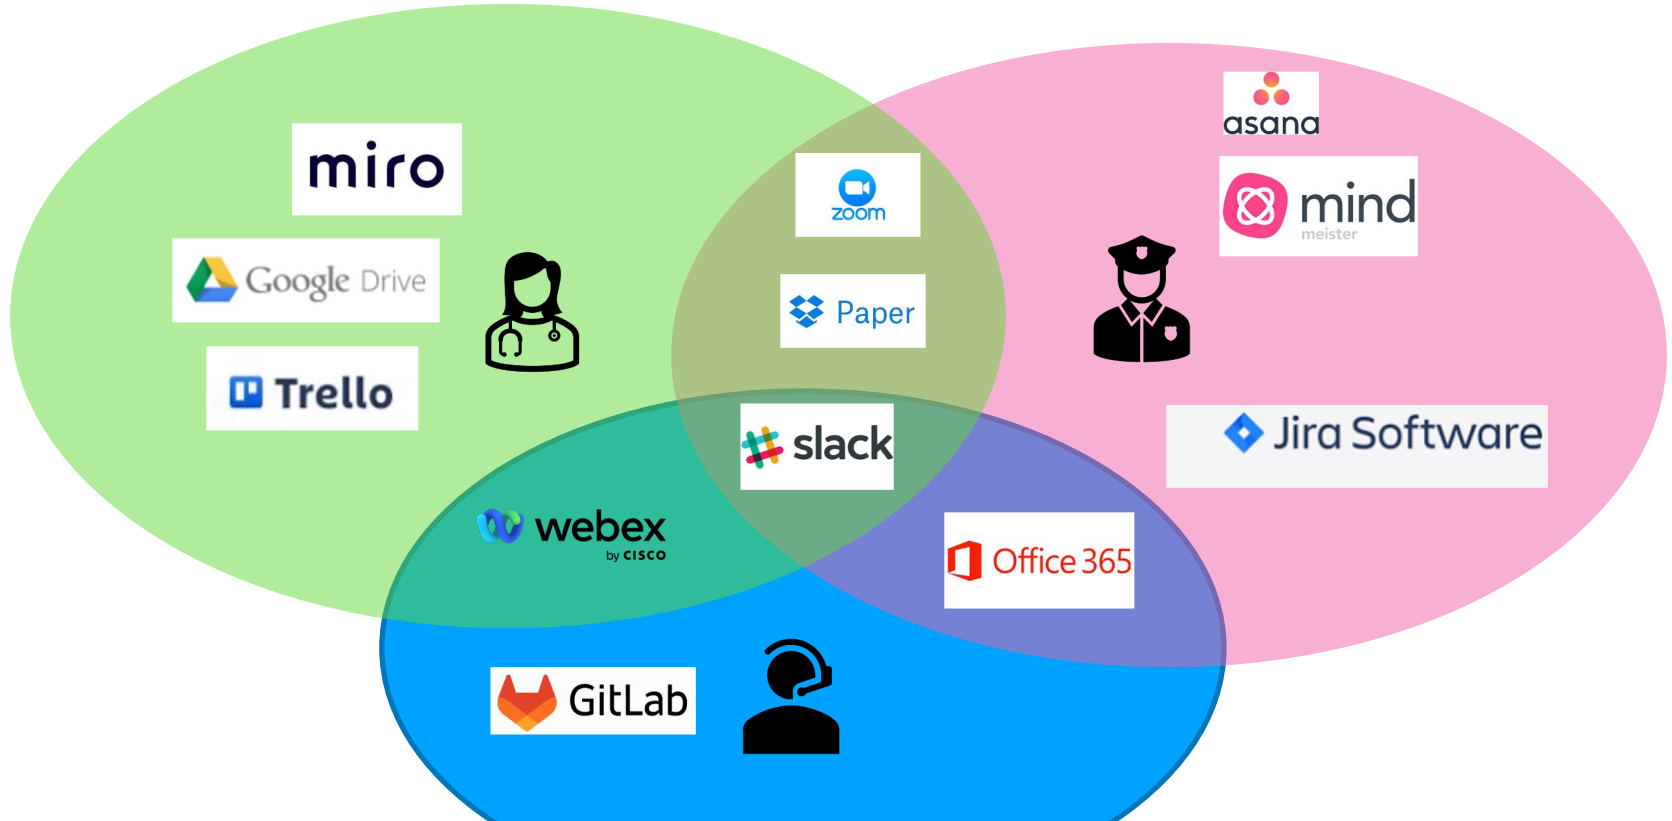 miro
Google Drive
Trello
zoom
Paper
slack
asana
mind
meister
Jira Software
webex
by CISCO
Office 365
GitLab